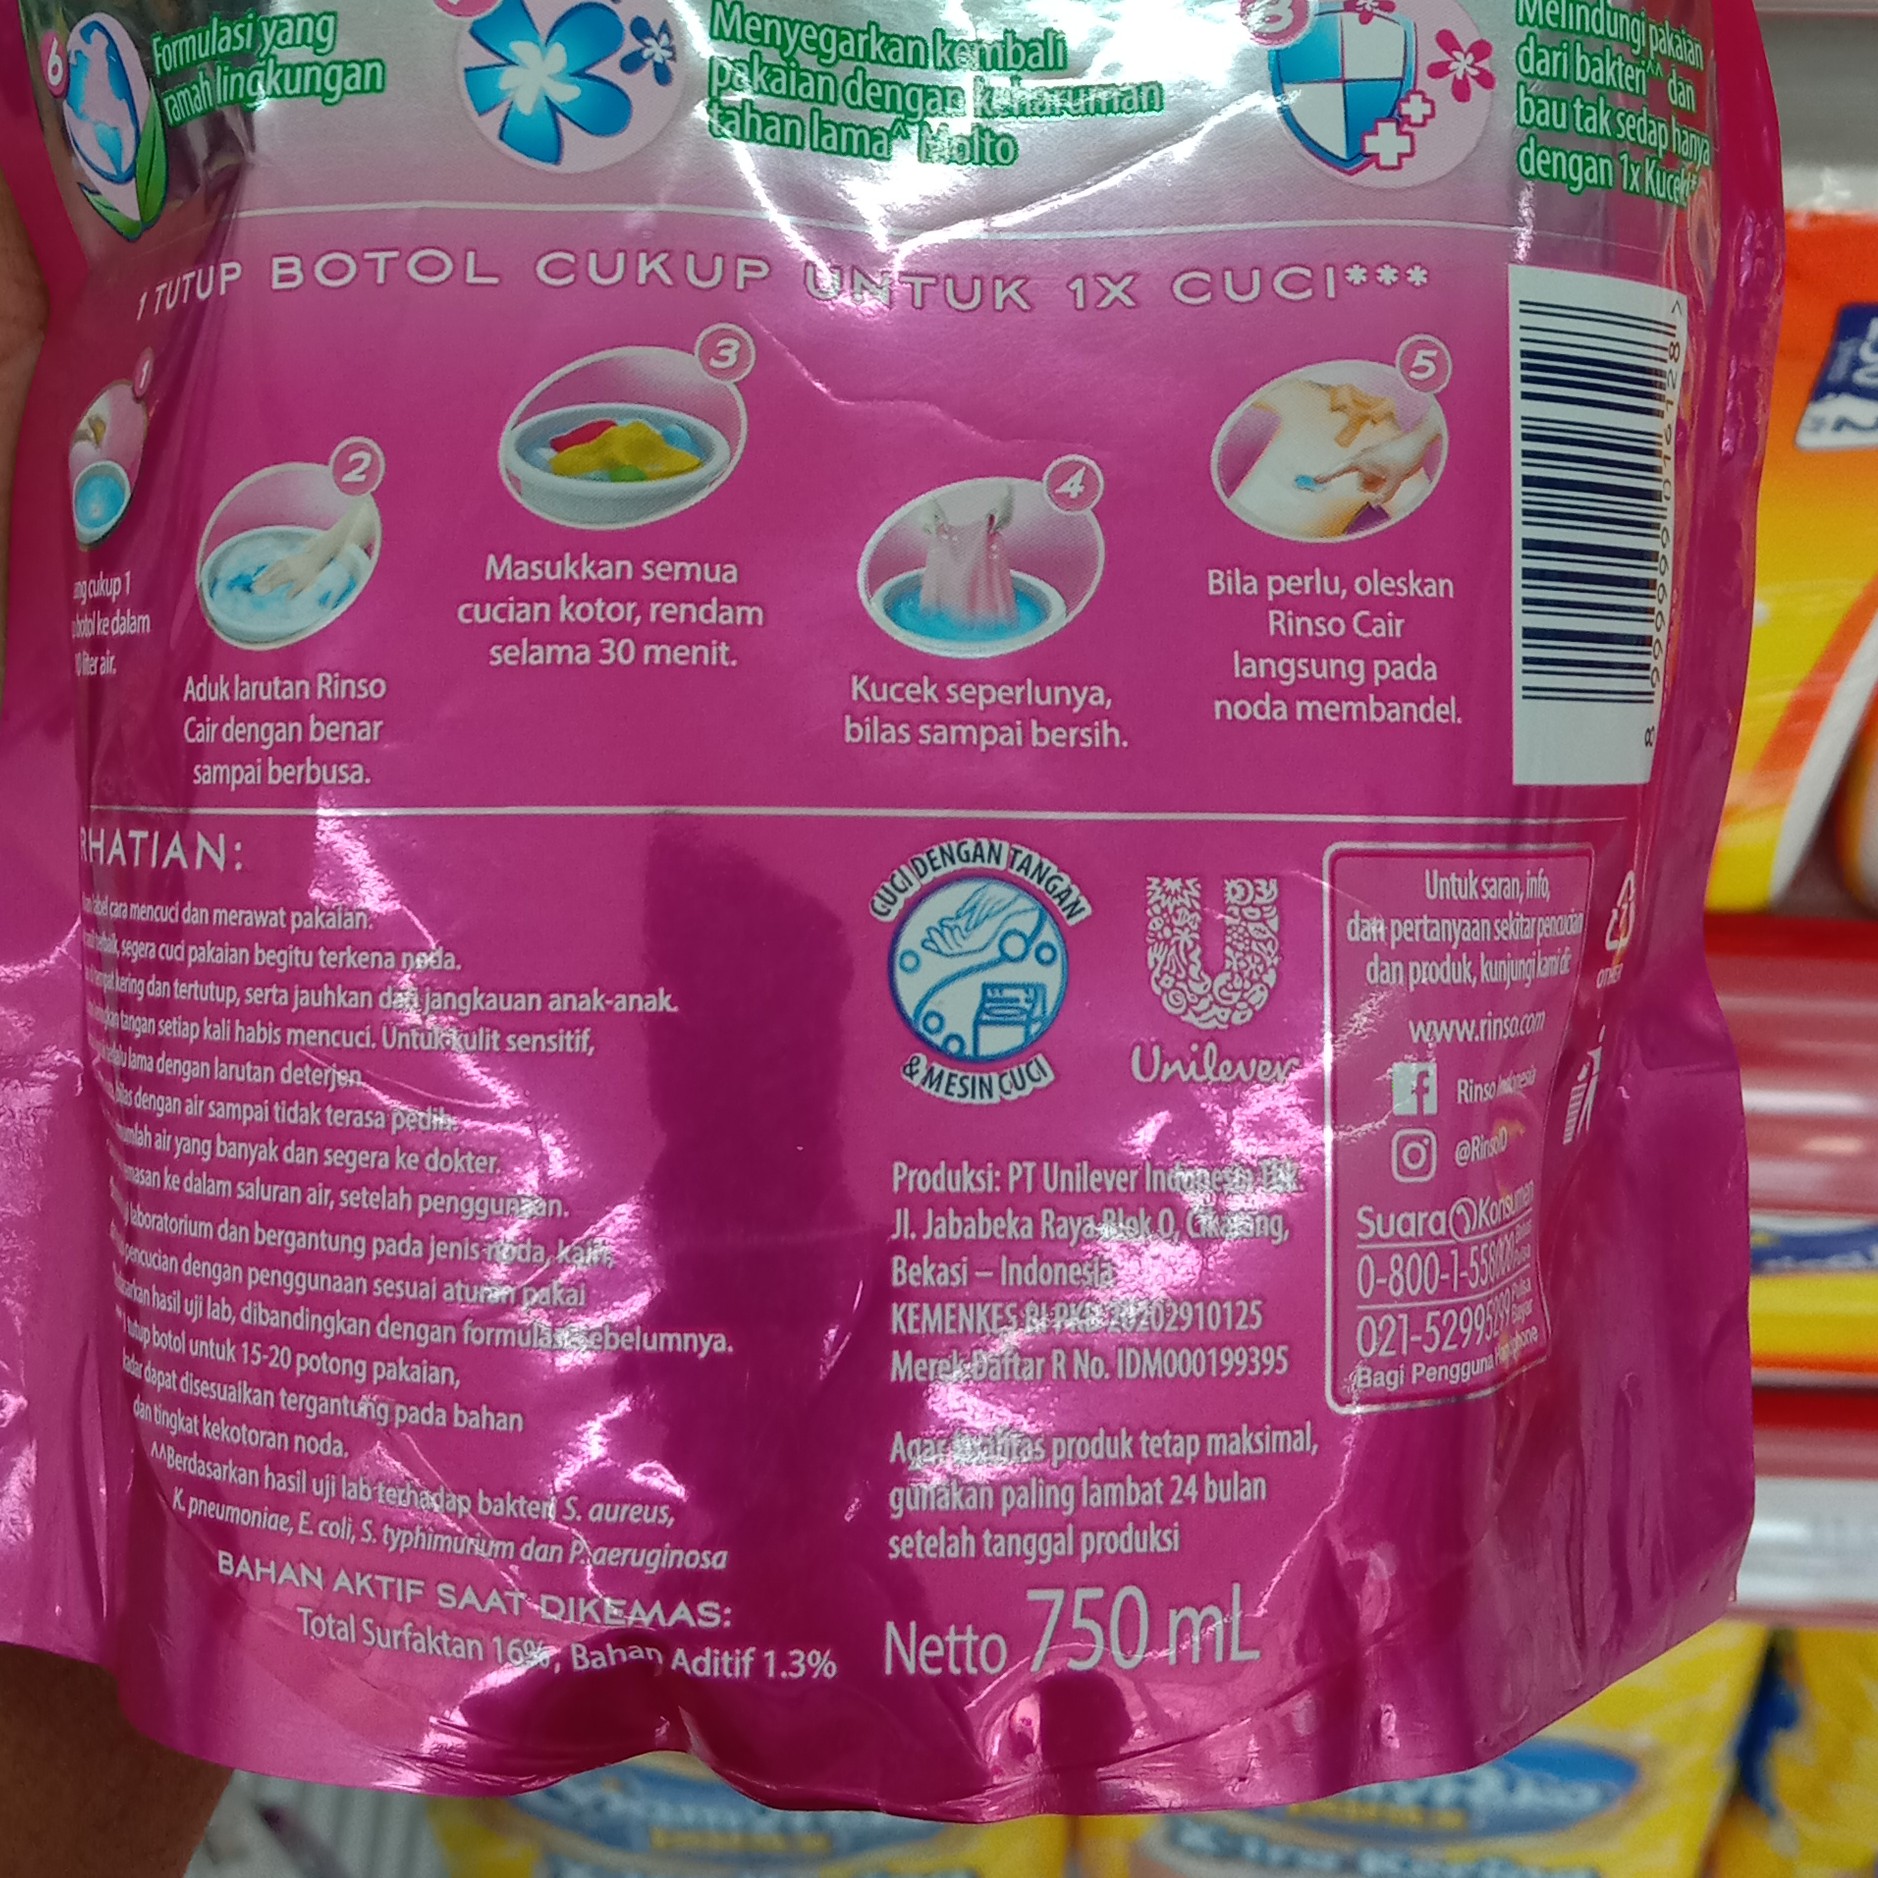 6
Formulasi yang
ramah lingkungan
Menyegarkan kembali
pakaian dengan keharuman
tahan lama^ Molto
3
Melindungi pakaian
dari bakteri^^ dan
bau tak sedap hanya
dengan 1x Kucek*
1 TUTUP BOTOL CUKUP UNTUK 1X CUCI***
1
cukup 1
botol ke dalam
liter air.
2
Aduk larutan Rinso
Cair dengan benar
sampai berbusa.
3
Masukkan semua
cucian kotor, rendam
selama 30 menit.
4
Kucek seperlunya,
bilas sampai bersih.
5
Bila perlu, oleskan
Rinso Cair
langsung pada
noda membandel.
RHATIAN:
label cara mencuci dan merawat pakaian.
segera cuci pakaian begitu terkena noda.
kering dan tertutup, serta jauhkan dari jangkauan anak-anak.
tangan setiap kali habis mencuci. Untuk kulit sensitif,
lama dengan larutan deterjen
bilas dengan air sampai tidak terasa pedih.
air yang banyak dan segera ke dokter.
ke dalam saluran air, setelah penggunaan.
laboratorium dan bergantung pada jenis noda, kain,
pencucian dengan penggunaan sesuai aturan pakai
hasil uji lab, dibandingkan dengan formulasi sebelumnya.
tutup botol untuk 15-20 potong pakaian,
dapat disesuaikan tergantung pada bahan
dan tingkat kekotoran noda.
^^Berdasarkan hasil uji lab terhadap bakteri S. aureus,
K. pneumoniae, E. coli, S. typhimurium dan P. aeruginosa
BAHAN AKTIF SAAT DIKEMAS:
Total Surfaktan 16%, Bahan Aditif 1.3%
CUCI DENGAN TANGAN
& MESIN CUCI
Unilever
Produksi: PT Unilever Indonesia Tbk
Jl. Jababeka Raya Blok O, Cikarang,
Bekasi – Indonesia
KEMENKES RI PKD 20202910125
Merek Daftar R No. IDM000199395
Agar kualitas produk tetap maksimal,
gunakan paling lambat 24 bulan
setelah tanggal produksi
Netto 750 mL
Untuk saran, info,
dan pertanyaan sekitar pencucian
dan produk, kunjungi kami di
www.rinso.com
Rinso Indonesia
@RinsoID
Suara Konsumen
0-800-1-558000
021-52995299
Bagi Pengguna Handphone
OTHER